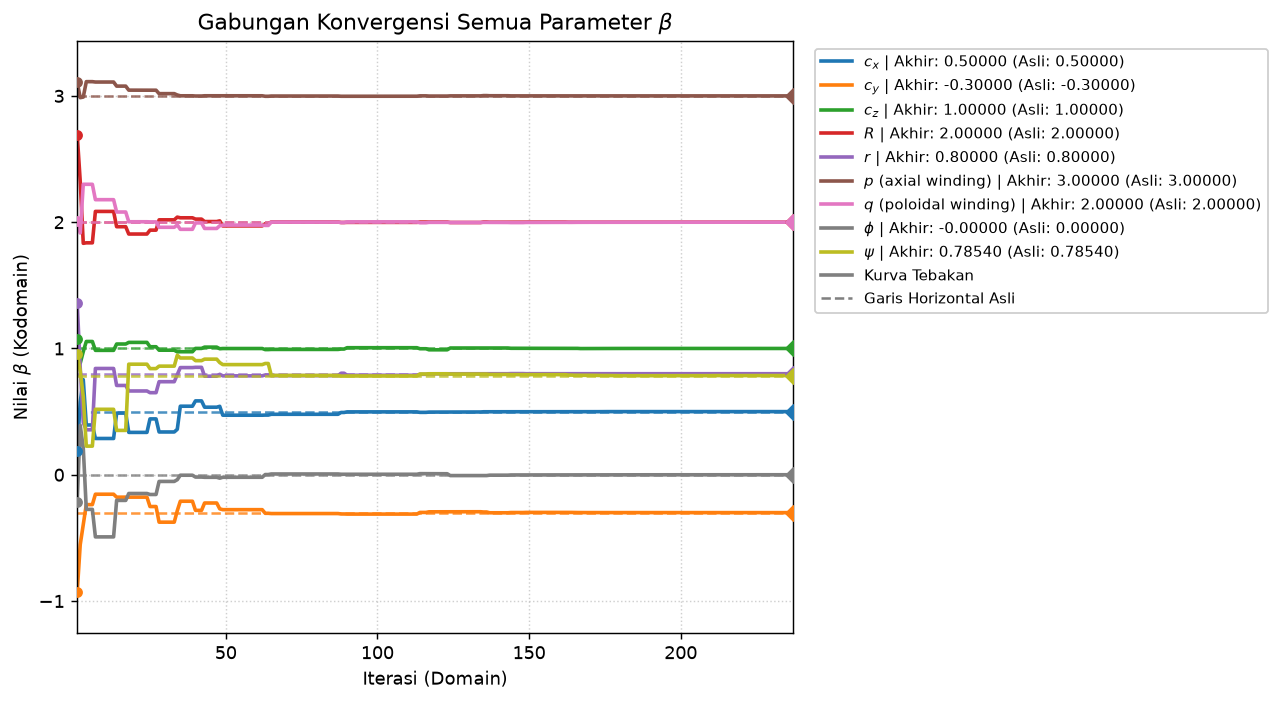 Gabungan Konvergensi Semua Parameter β
Nilai β (Kodomain)
3
2
1
0
−1
50
100
150
200
Iterasi (Domain)
c_x | Akhir: 0.50000 (Asli: 0.50000)
c_y | Akhir: -0.30000 (Asli: -0.30000)
c_z | Akhir: 1.00000 (Asli: 1.00000)
R | Akhir: 2.00000 (Asli: 2.00000)
r | Akhir: 0.80000 (Asli: 0.80000)
p (axial winding) | Akhir: 3.00000 (Asli: 3.00000)
q (poloidal winding) | Akhir: 2.00000 (Asli: 2.00000)
ϕ | Akhir: -0.00000 (Asli: 0.00000)
ψ | Akhir: 0.78540 (Asli: 0.78540)
Kurva Tebakan
Garis Horizontal Asli